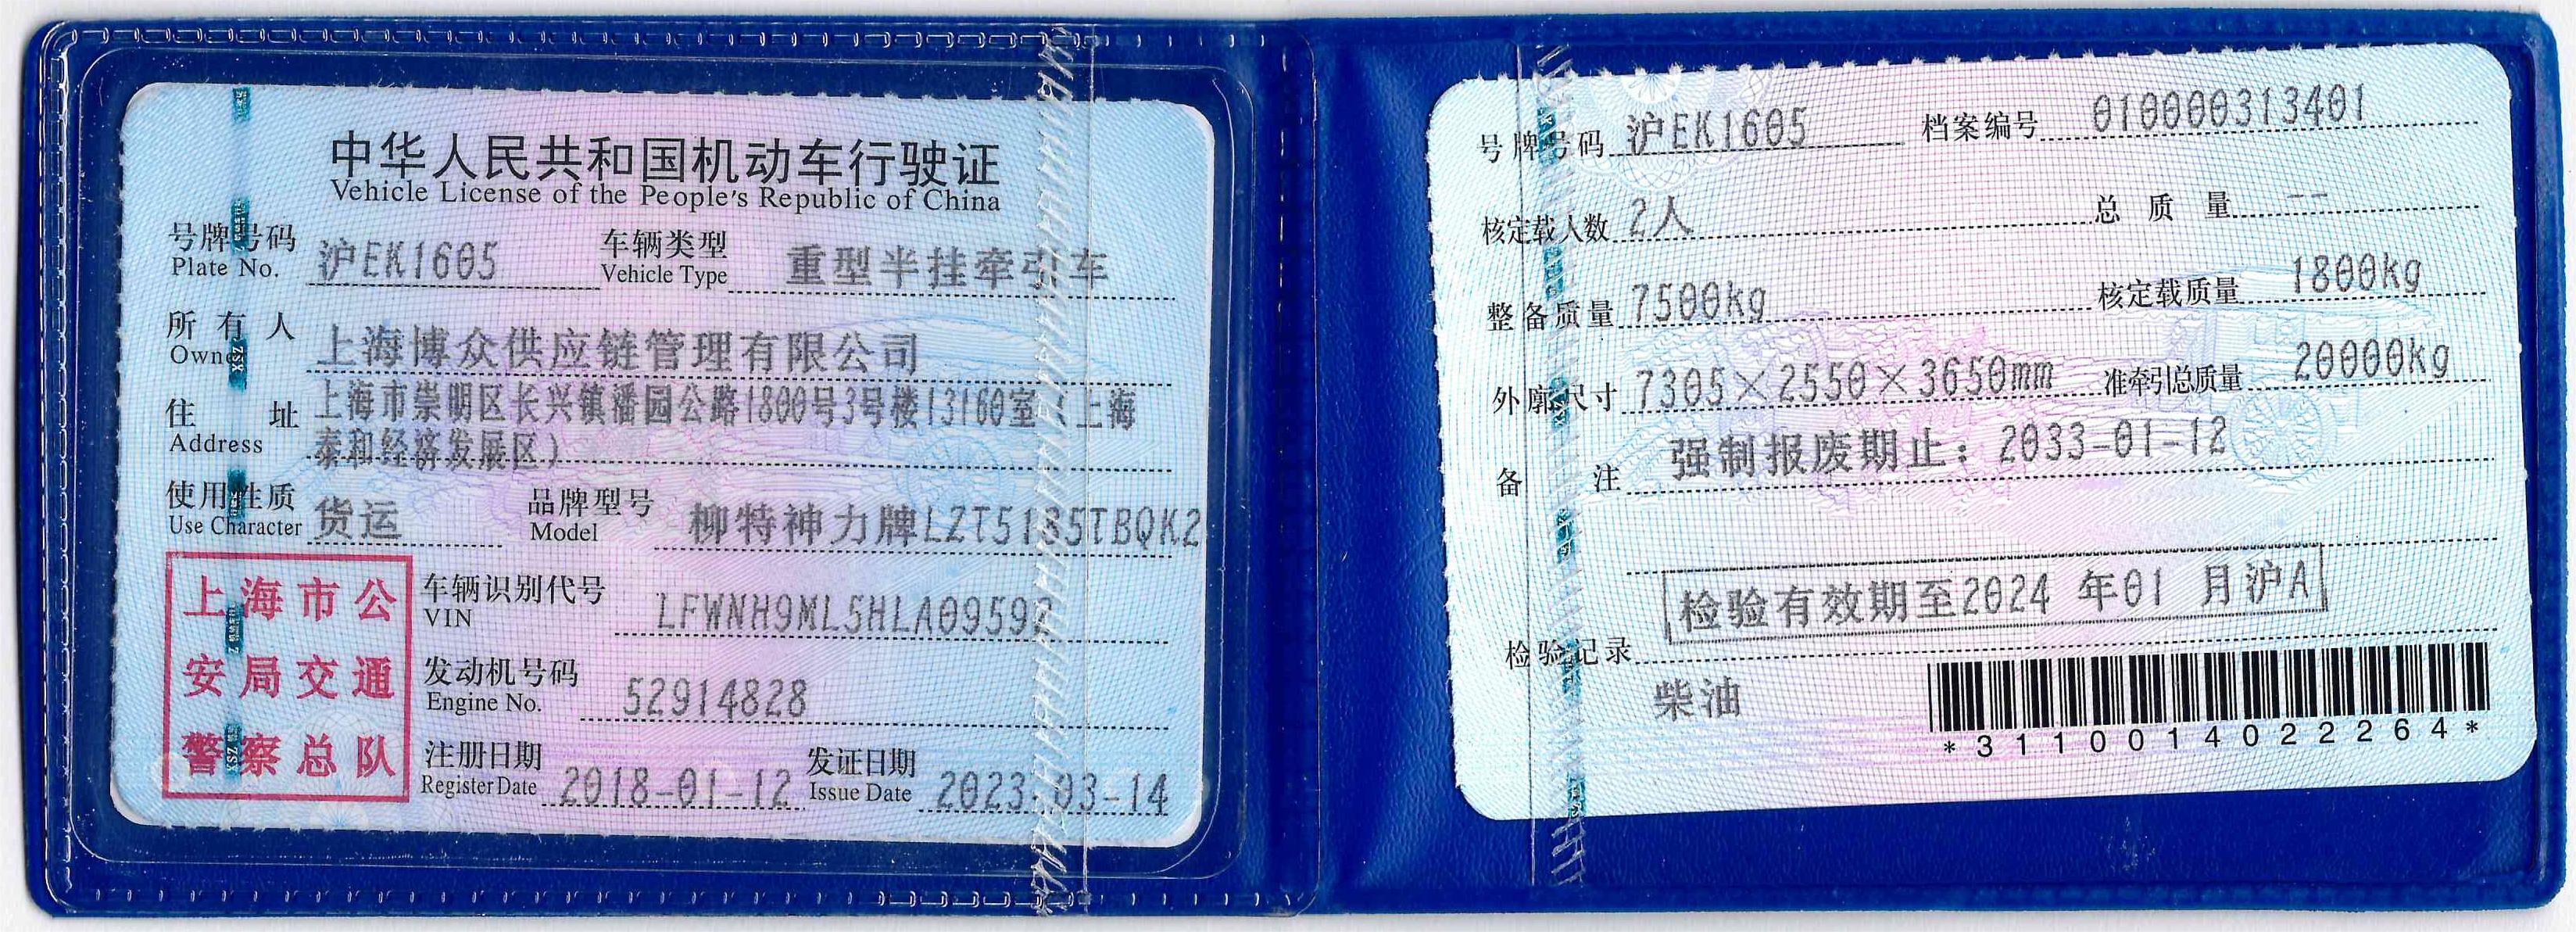 中华人民共和国机动车行驶证
Vehicle License of the People's Republic of China
号牌号码 沪EK1605 车辆类型 重型半挂牵引车
Plate No. Vehicle Type
所有人 上海博众供应链管理有限公司
Owner
住址 上海市崇明区长兴镇潘园公路1800号3号楼13160室（上海
Address 泰和经济发展区）
使用性质 货运 品牌型号 柳特神力牌LZT5185TBQK2
Use Character Model
上海市公
安局交通
警察总队
车辆识别代号 LFWNH9ML5HLA09597
VIN
发动机号码 52914828
Engine No.
注册日期 2018-01-12 发证日期 2023-03-14
Register Date Issue Date
号牌号码 沪EK1605 档案编号 010000313401
核定载人数 2人 总质量 --
整备质量 7500kg 核定载质量 1800kg
外廓尺寸 7305×2550×3650mm 准牵引总质量 20000kg
备注 强制报废期止：2033-01-12
检验有效期至2024 年01 月沪A
检验记录
柴油
*3110014022264*